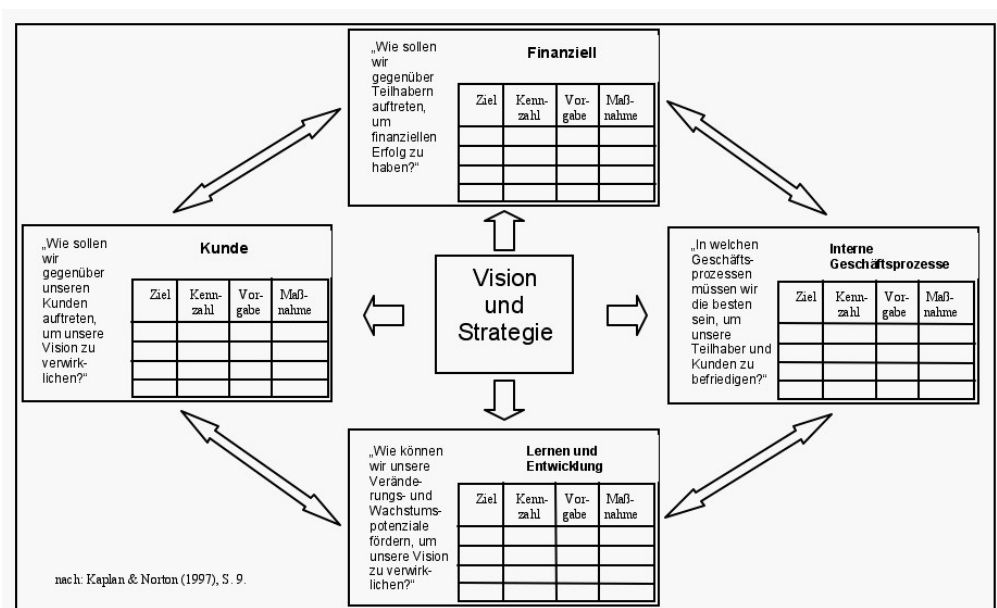 „Wie sollen
wir
gegenüber
Teilhabern
auftreten,
um
finanziellen
Erfolg zu
haben?“
Finanziell
Ziel Kenn- Vor- Maß-
zahl gabe nahme
„Wie sollen
wir
gegenüber
unseren
Kunden
auftreten,
um unsere
Vision zu
verwirk-
lichen?“
Kunde
Ziel Kenn- Vor- Maß-
zahl gabe nahme
Vision
und
Strategie
„In welchen
Geschäfts-
prozessen
müssen wir
die besten
sein, um
unsere
Teilhaber und
Kunden zu
befriedigen?“
Interne
Geschäftsprozesse
Ziel Kenn- Vor- Maß-
zahl gabe nahme
„Wie können
wir unsere
Verände-
rungs- und
Wachstums-
potenziale
fördern, um
unsere Vision
zu verwirk-
lichen?“
Lernen und
Entwicklung
Ziel Kenn- Vor- Maß-
zahl gabe nahme
nach: Kaplan & Norton (1997), S. 9.